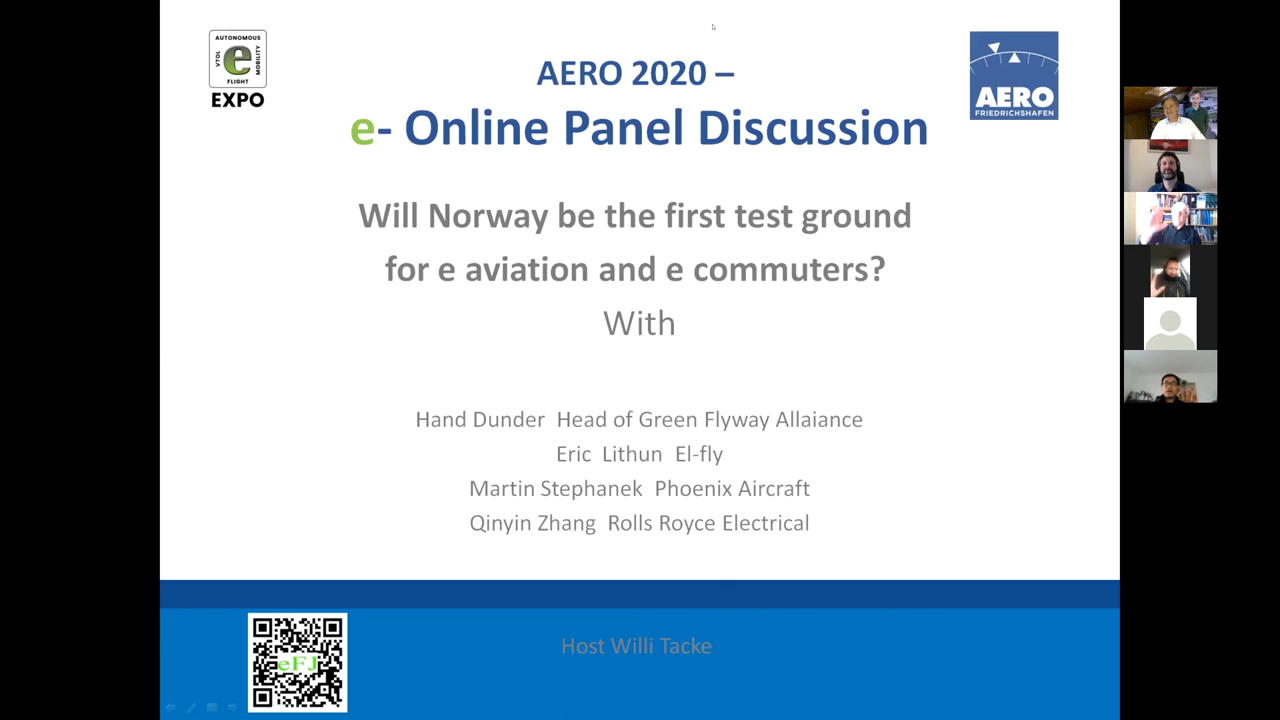 AUTONOMOUS
VTOL
e
MOBILITY
FLIGHT
EXPO
AERO
FRIEDRICHSHAFEN
AERO 2020 –
e- Online Panel Discussion
Will Norway be the first test ground
for e aviation and e commuters?
With
Hand Dunder Head of Green Flyway Allaiance
Eric Lithun El-fly
Martin Stephanek Phoenix Aircraft
Qinyin Zhang Rolls Royce Electrical
eFJ
Host Willi Tacke